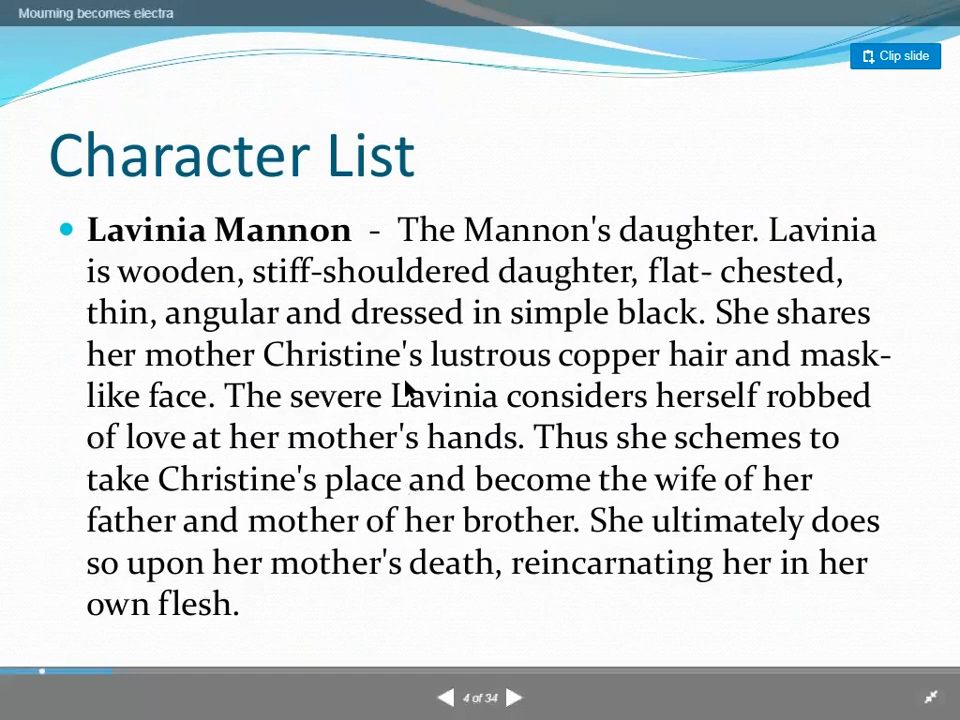 Mourning becomes electra
Clip slide
Character List
Lavinia Mannon - The Mannon's daughter. Lavinia
is wooden, stiff-shouldered daughter, flat- chested,
thin, angular and dressed in simple black. She shares
her mother Christine's lustrous copper hair and mask-
like face. The severe Lavinia considers herself robbed
of love at her mother's hands. Thus she schemes to
take Christine's place and become the wife of her
father and mother of her brother. She ultimately does
so upon her mother's death, reincarnating her in her
own flesh.
4 of 34